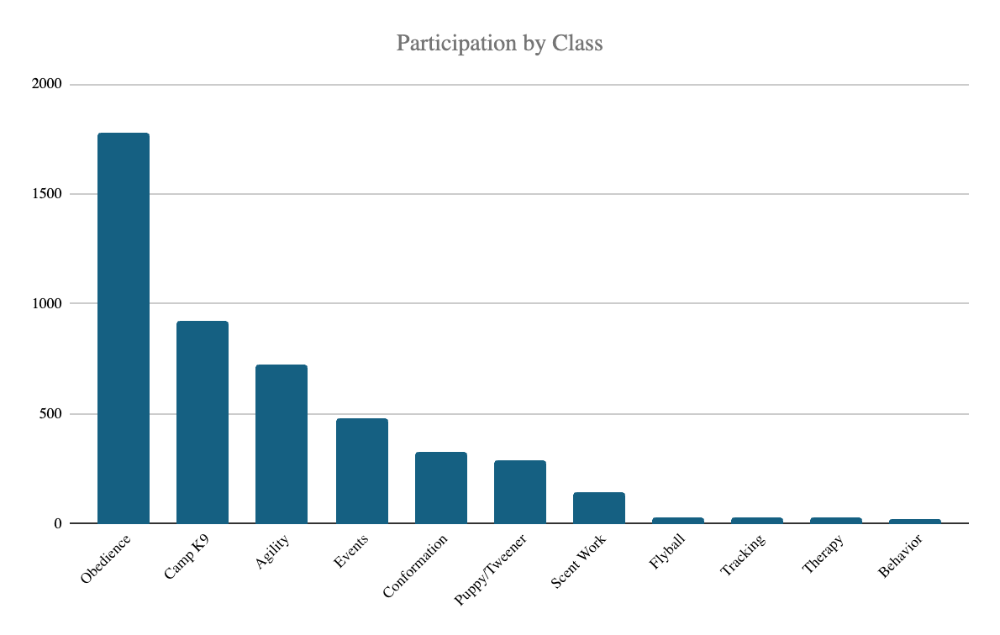 Participation by Class
2000
1500
1000
500
0
Obedience
Camp K9
Agility
Events
Conformation
Puppy/Tweener
Scent Work
Flyball
Tracking
Therapy
Behavior